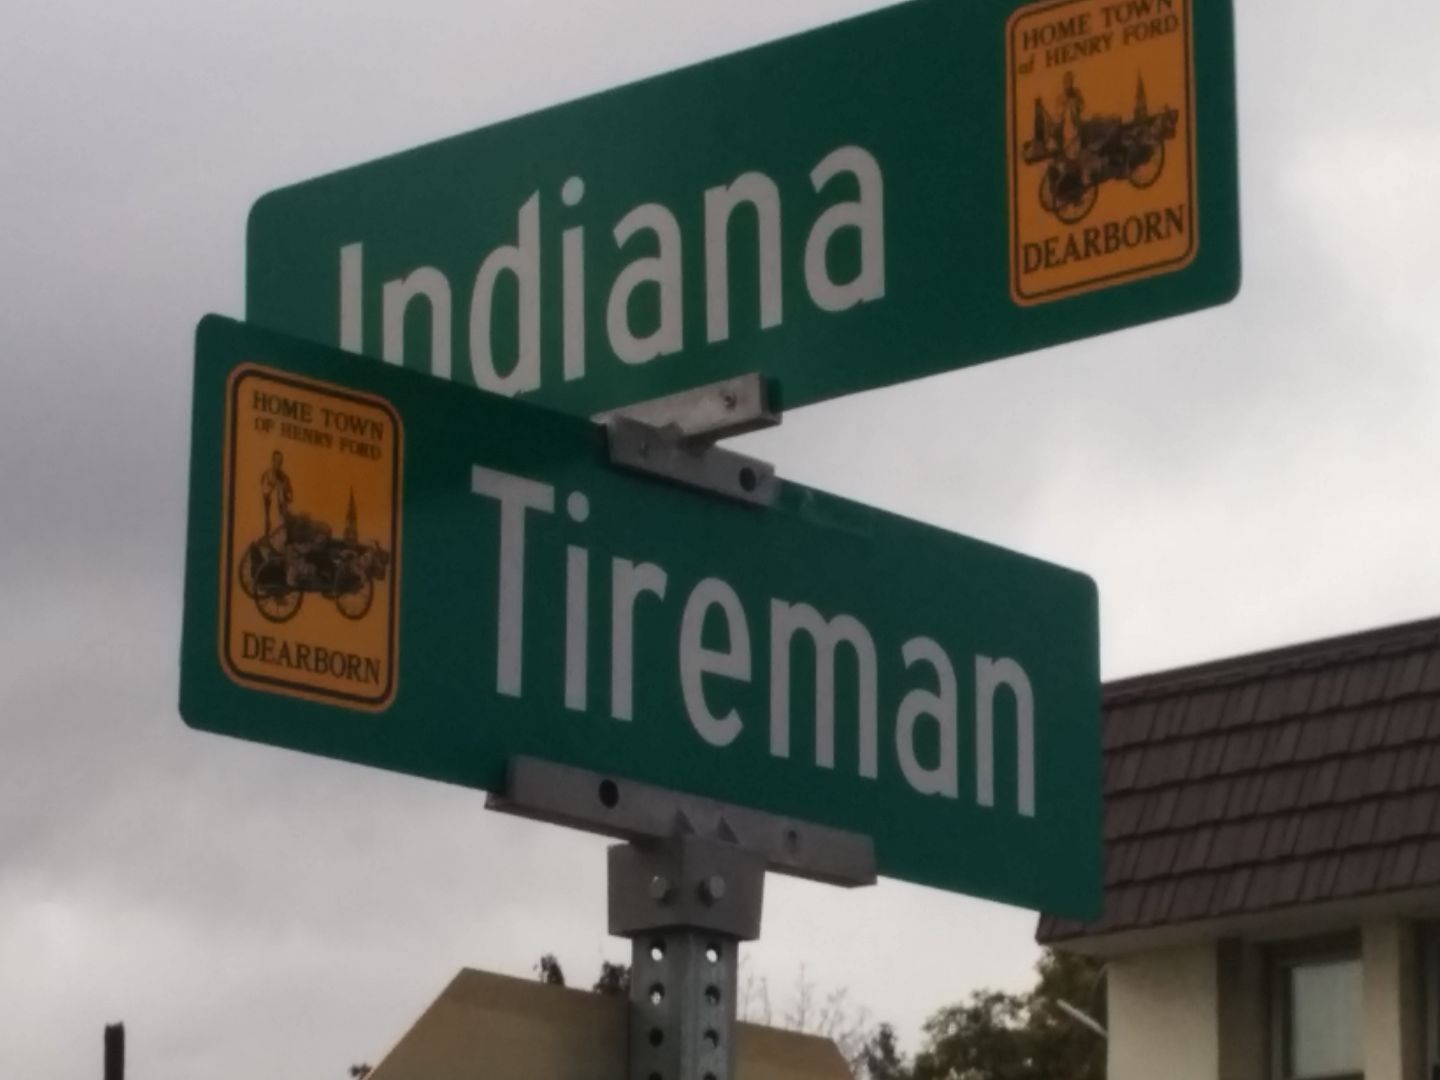 HOME TOWN
of HENRY FORD
DEARBORN
Indiana
HOME TOWN
OF HENRY FORD
DEARBORN
Tireman